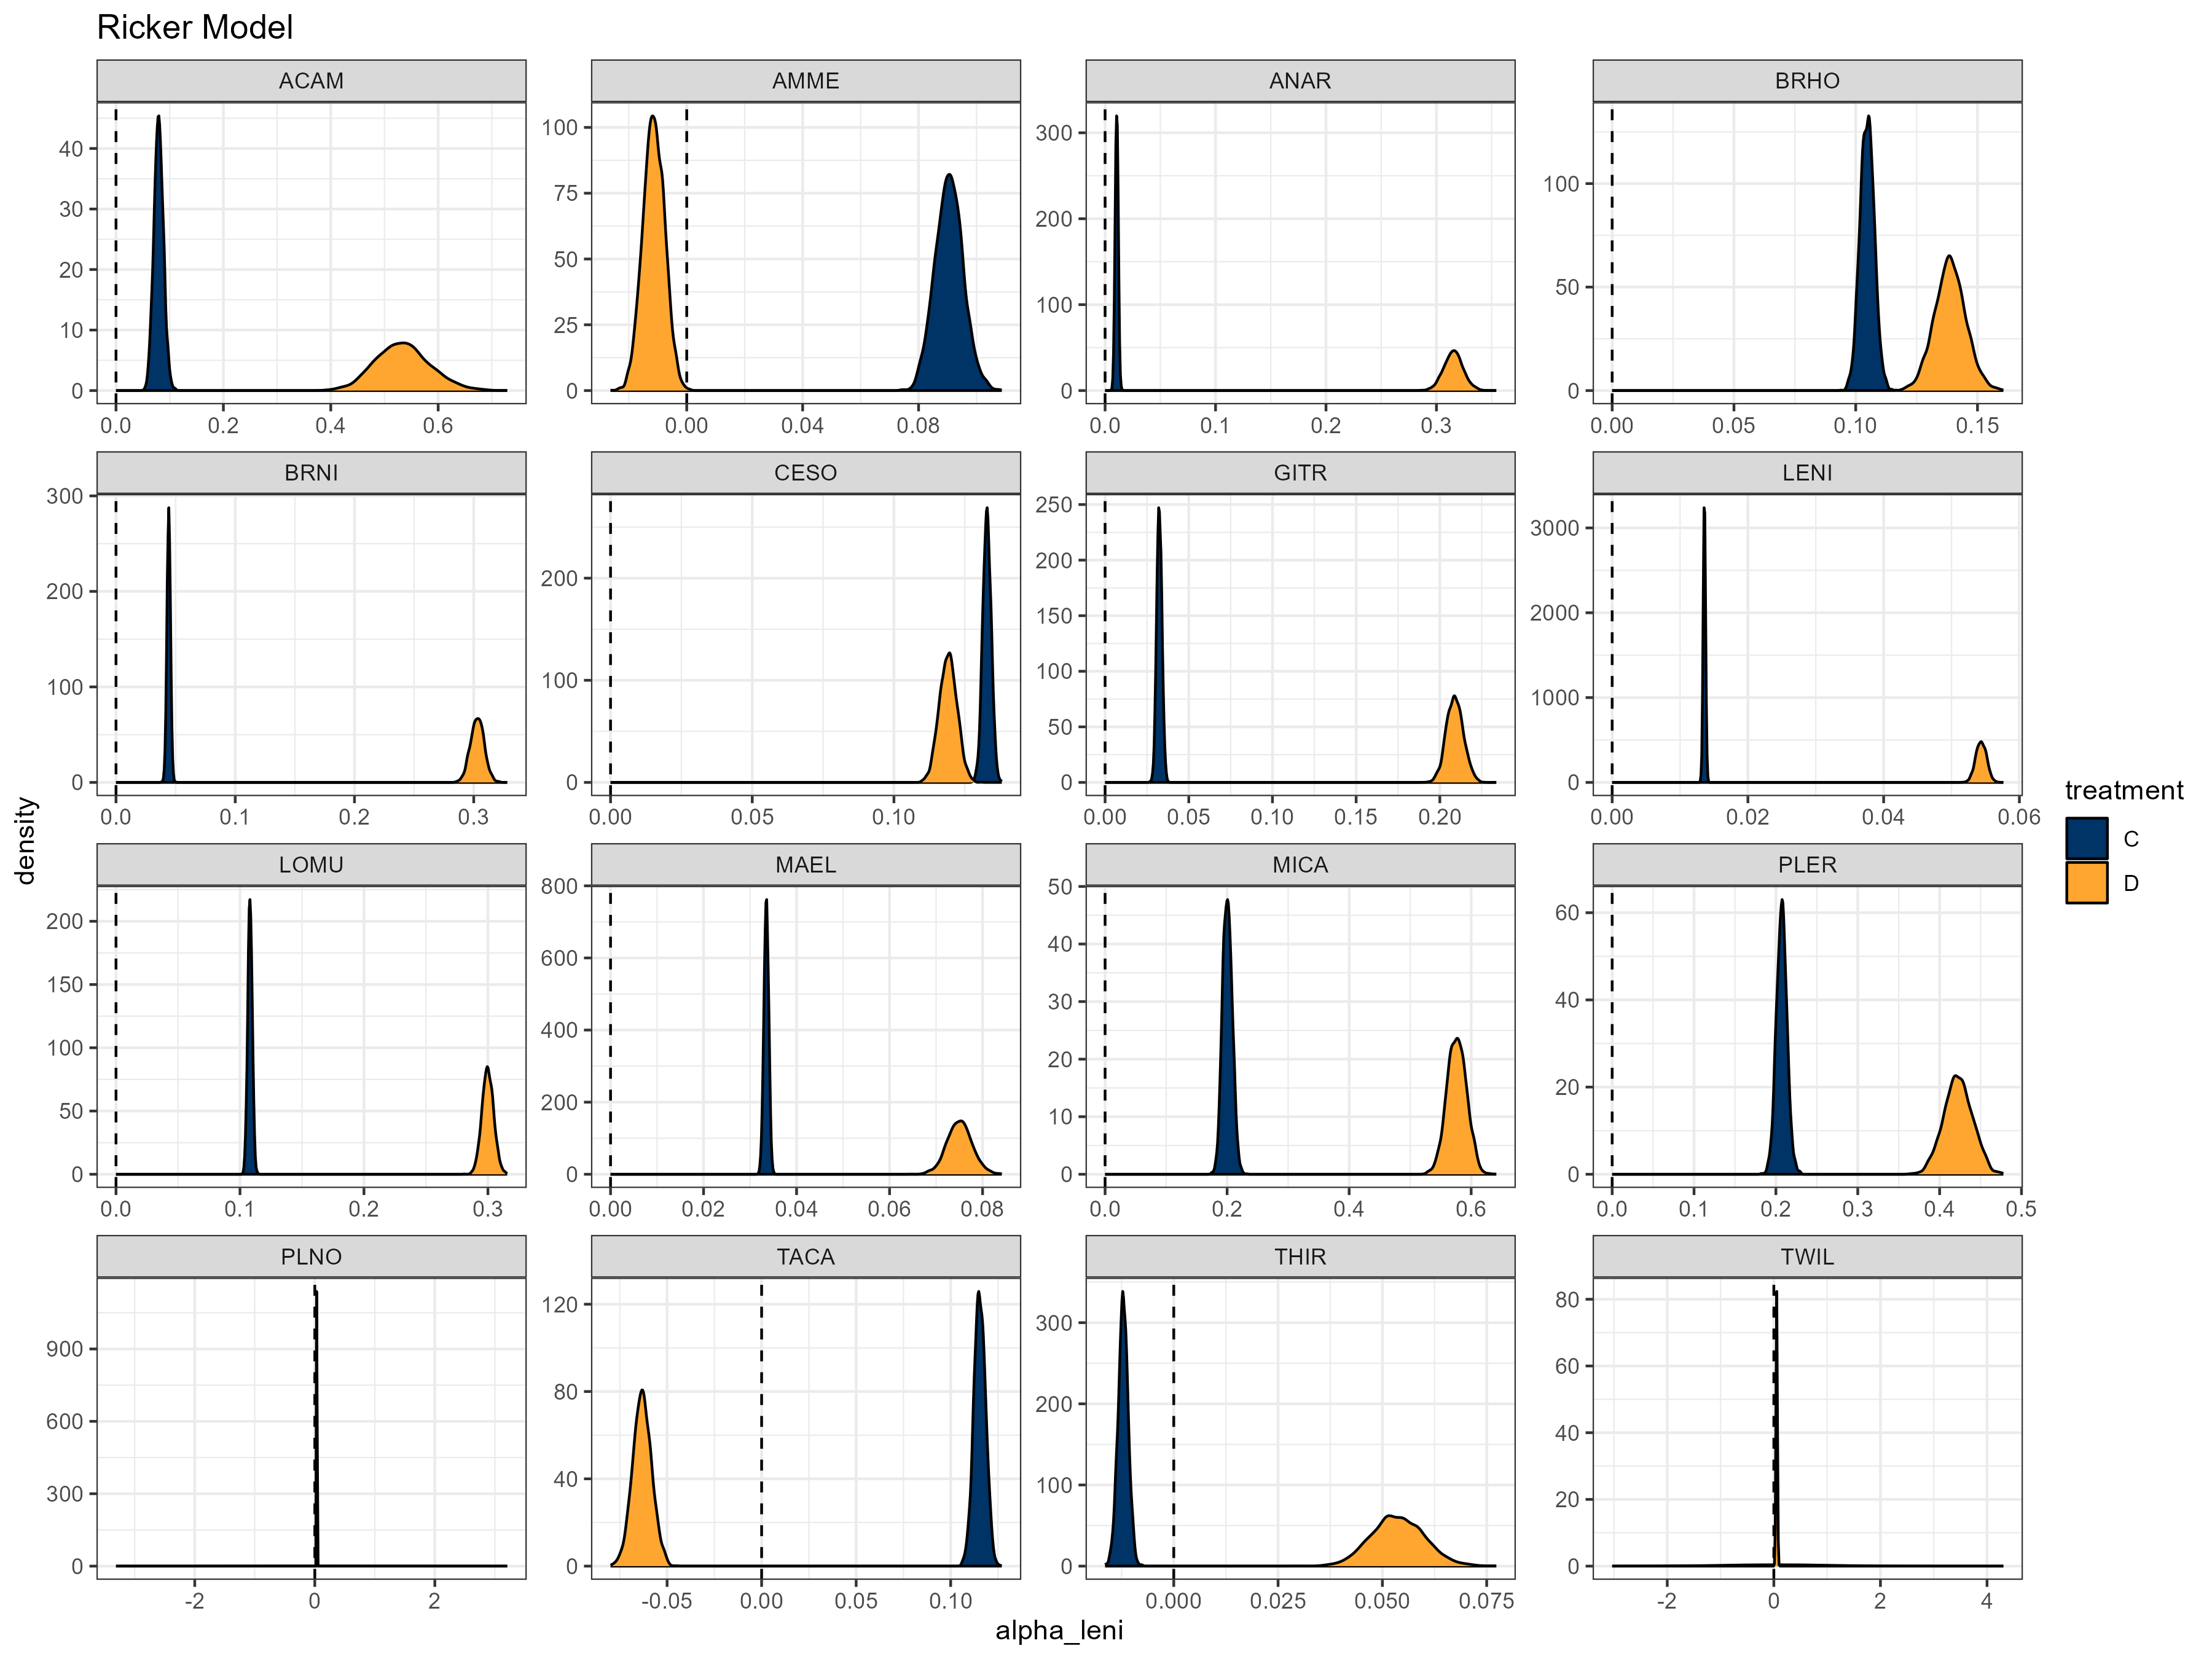 Ricker Model
ACAM AMME ANAR BRHO
40 30 20 10 0
100 75 50 25 0
300 200 100 0
100 50 0
0.0 0.2 0.4 0.6
0.00 0.04 0.08
0.0 0.1 0.2 0.3
0.00 0.05 0.10 0.15
BRNI CESO GITR LENI
300 200 100 0
200 100 0
250 200 150 100 50 0
3000 2000 1000 0
0.0 0.1 0.2 0.3
0.00 0.05 0.10
0.00 0.05 0.10 0.15 0.20
0.00 0.02 0.04 0.06
LOMU MAEL MICA PLER
200 150 100 50 0
800 600 400 200 0
50 40 30 20 10 0
60 40 20 0
0.0 0.1 0.2 0.3
0.00 0.02 0.04 0.06 0.08
0.0 0.2 0.4 0.6
0.0 0.1 0.2 0.3 0.4 0.5
PLNO TACA THIR TWIL
900 600 300 0
120 80 40 0
300 200 100 0
80 60 40 20 0
-2 0 2
-0.05 0.00 0.05 0.10
0.000 0.025 0.050 0.075
-2 0 2 4
density
alpha_leni
treatment
C
D